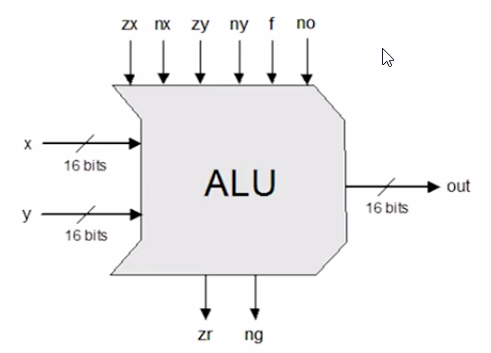 zx nx zy ny f no
x
16 bits
ALU
out
16 bits
y
16 bits
zr ng